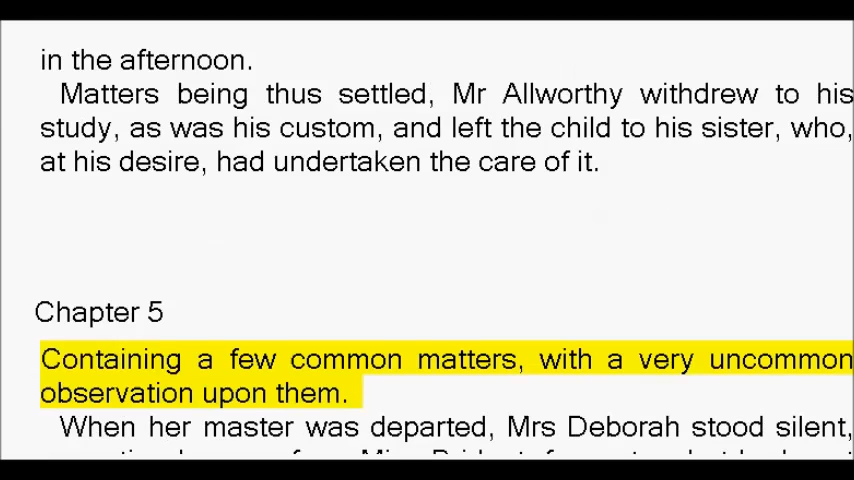 in the afternoon.
Matters being thus settled, Mr Allworthy withdrew to his
study, as was his custom, and left the child to his sister, who,
at his desire, had undertaken the care of it.
Chapter 5
Containing a few common matters, with a very uncommon
observation upon them.
When her master was departed, Mrs Deborah stood silent,